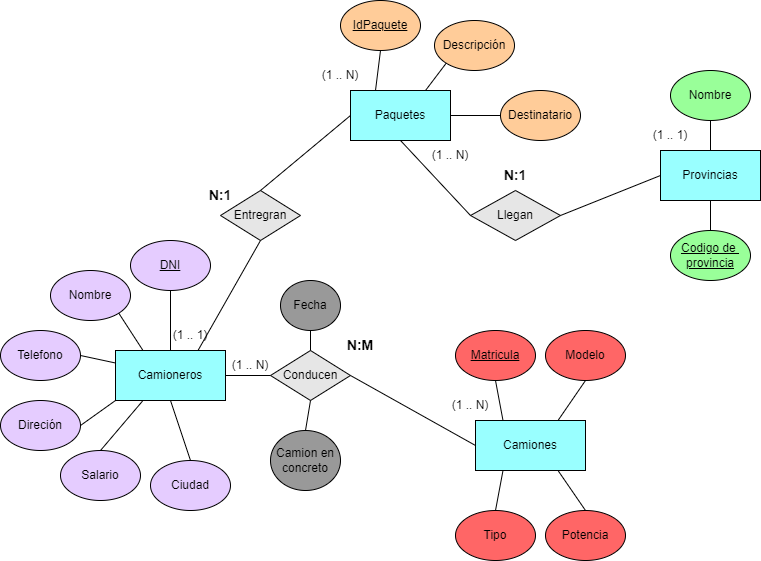 IdPaquete
Descripción
(1 .. N)
Nombre
Paquetes
Destinatario
(1 .. 1)
(1 .. N)
N:1
Provincias
N:1
Entregran
Llegan
Codigo de
provincia
DNI
Nombre
Fecha
(1 .. 1)
Telefono
N:M
Matricula
Modelo
(1 .. N)
Camioneros
Conducen
(1 .. N)
Direción
Camiones
Camion en
concreto
Salario
Ciudad
Tipo
Potencia